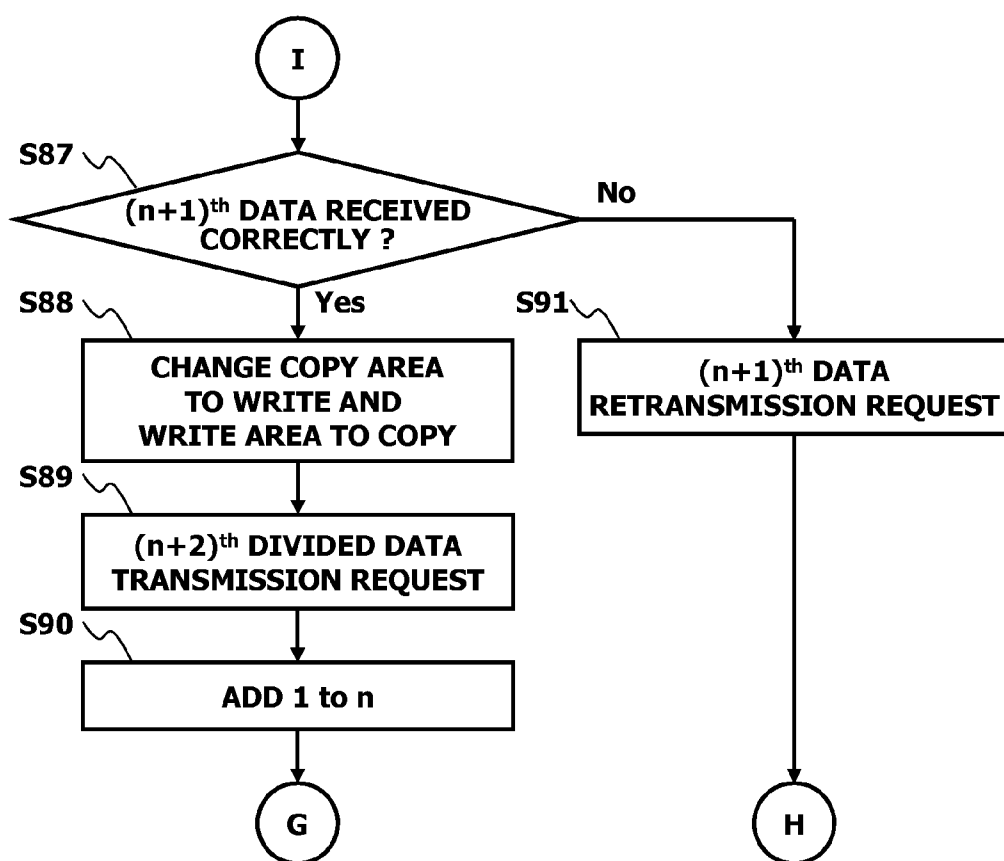 I
S87
(n+1)th DATA RECEIVED
CORRECTLY ?
No
Yes
S88
CHANGE COPY AREA
TO WRITE AND
WRITE AREA TO COPY
S91
(n+1)th DATA
RETRANSMISSION REQUEST
S89
(n+2)th DIVIDED DATA
TRANSMISSION REQUEST
S90
ADD 1 to n
G
H